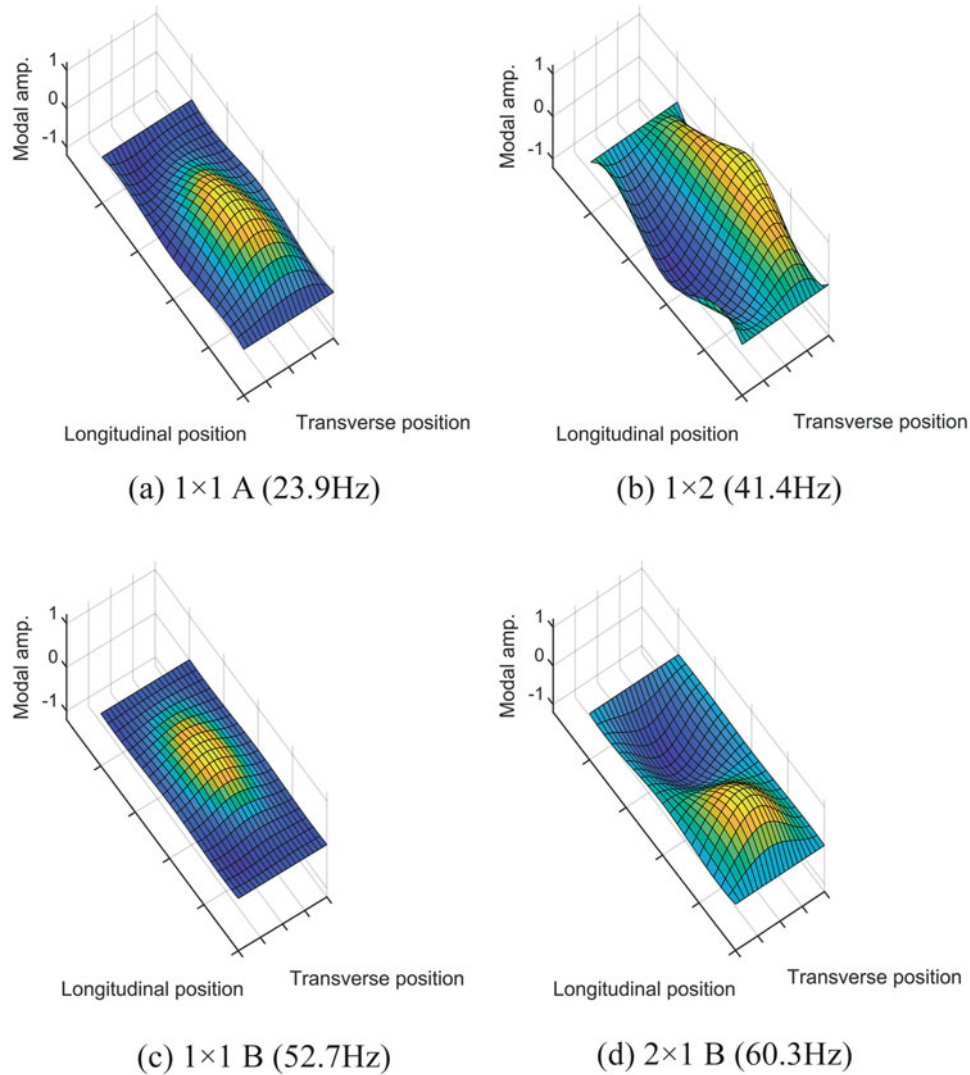 Modal amp.
1
0
-1
Longitudinal position
Transverse position
(a) 1×1 A (23.9Hz)
Modal amp.
1
0
-1
Longitudinal position
Transverse position
(b) 1×2 (41.4Hz)
Modal amp.
1
0
-1
Longitudinal position
Transverse position
(c) 1×1 B (52.7Hz)
Modal amp.
1
0
-1
Longitudinal position
Transverse position
(d) 2×1 B (60.3Hz)